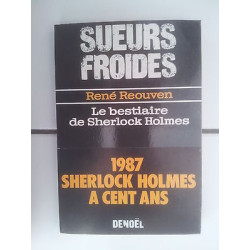 SUEURS
FROIDES
René Reouven
Le bestiaire
de Sherlock Holmes
1987
SHERLOCK HOLMES
A CENT ANS
DENOËL